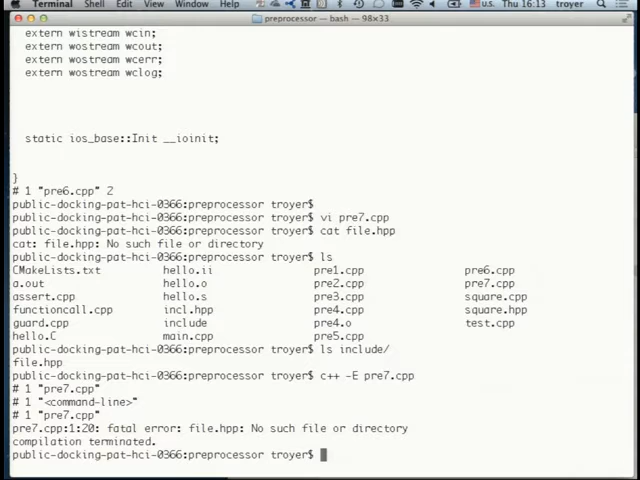 Terminal Shell Edit View Window Help U.S. Thu 16:13 troyer
preprocessor — bash — 98×33
extern wistream wcin;
extern wostream wcout;
extern wostream wcerr;
extern wostream wclog;
static ios_base::Init __ioinit;
}
# 1 "pre6.cpp" 2
public-docking-pat-hci-0366:preprocessor troyer$
public-docking-pat-hci-0366:preprocessor troyer$ vi pre7.cpp
public-docking-pat-hci-0366:preprocessor troyer$ cat file.hpp
cat: file.hpp: No such file or directory
public-docking-pat-hci-0366:preprocessor troyer$ ls
CMakeLists.txt hello.ii pre1.cpp pre6.cpp
a.out hello.o pre2.cpp pre7.cpp
assert.cpp hello.s pre3.cpp square.cpp
functioncall.cpp incl.hpp pre4.cpp square.hpp
guard.cpp include pre4.o test.cpp
hello.C main.cpp pre5.cpp
public-docking-pat-hci-0366:preprocessor troyer$ ls include/
file.hpp
public-docking-pat-hci-0366:preprocessor troyer$ c++ -E pre7.cpp
# 1 "pre7.cpp"
# 1 "<command-line>"
# 1 "pre7.cpp"
pre7.cpp:1:20: fatal error: file.hpp: No such file or directory
compilation terminated.
public-docking-pat-hci-0366:preprocessor troyer$